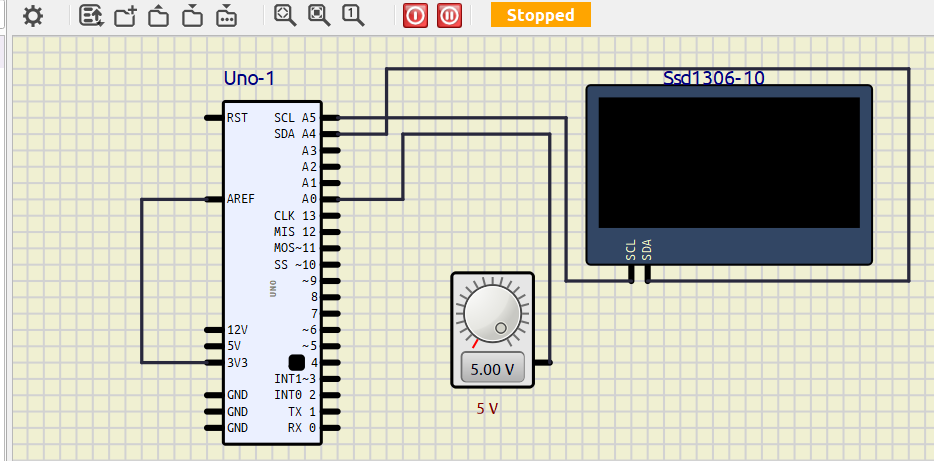 1
Stopped
Uno-1
Ssd1306-10
RST
SCL A5
SDA A4
A3
A2
A1
AREF
A0
CLK 13
MIS 12
MOS~11
SS ~10
~9
UNO
8
7
12V
~6
5V
~5
3V3
4
INT1~3
GND
INT0 2
GND
TX 1
GND
RX 0
SCL
SDA
5.00 V
5 V